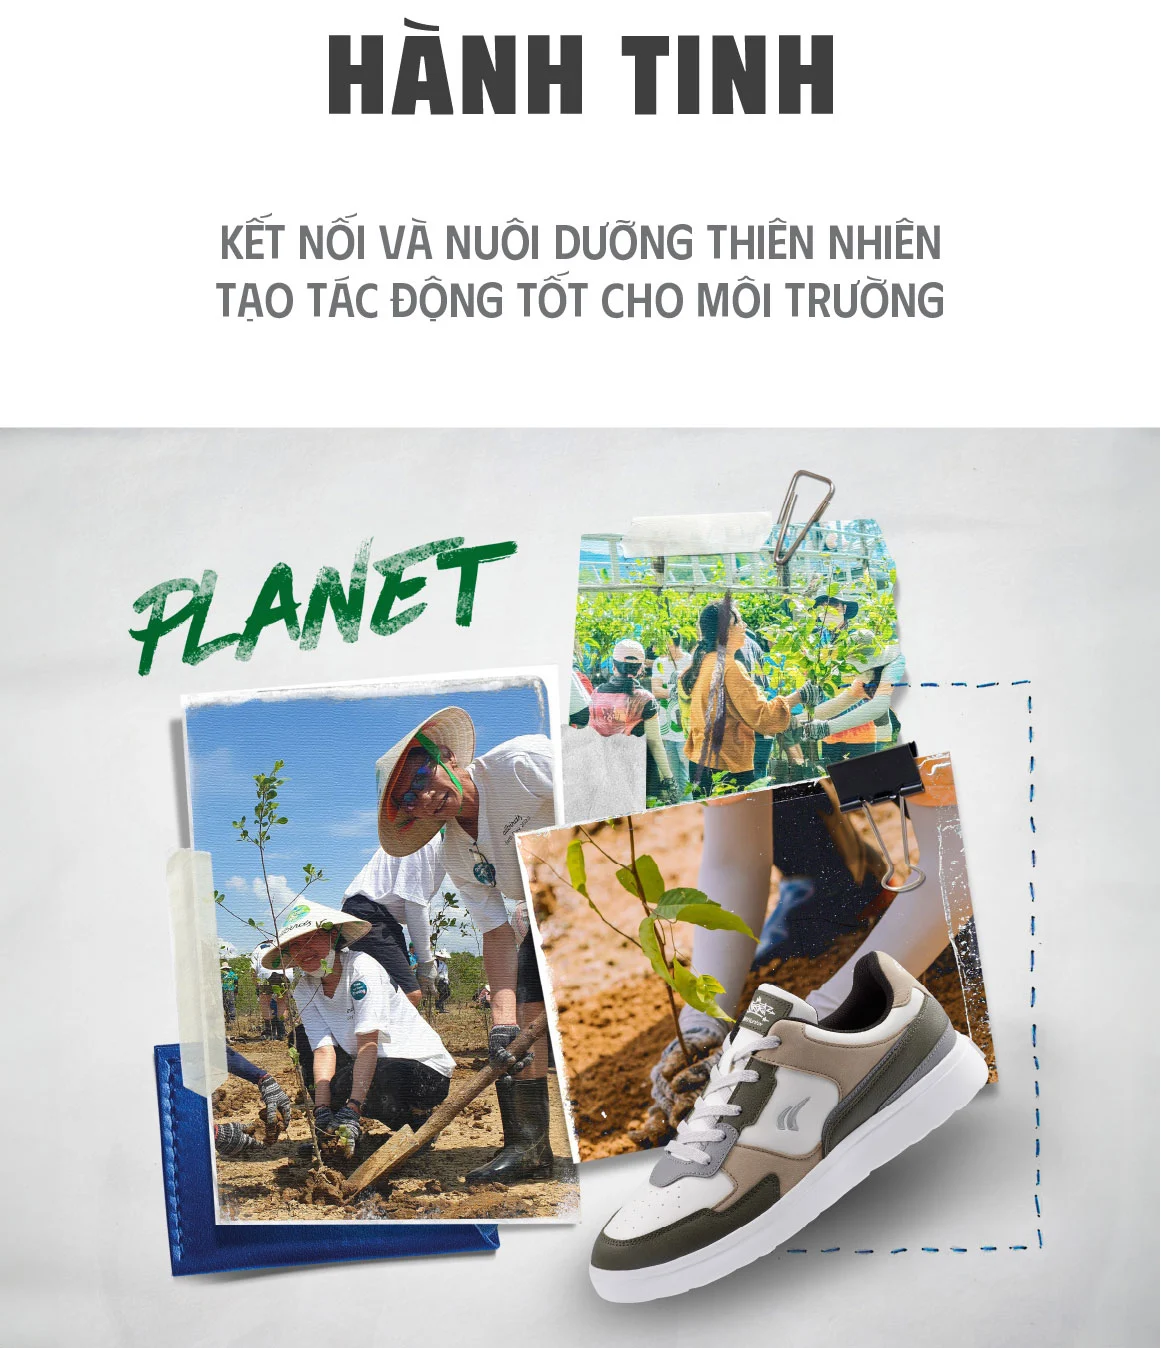 HÀNH TINH
KẾT NỐI VÀ NUÔI DƯỠNG THIÊN NHIÊN
TẠO TÁC ĐỘNG TỐT CHO MÔI TRƯỜNG
PLANET